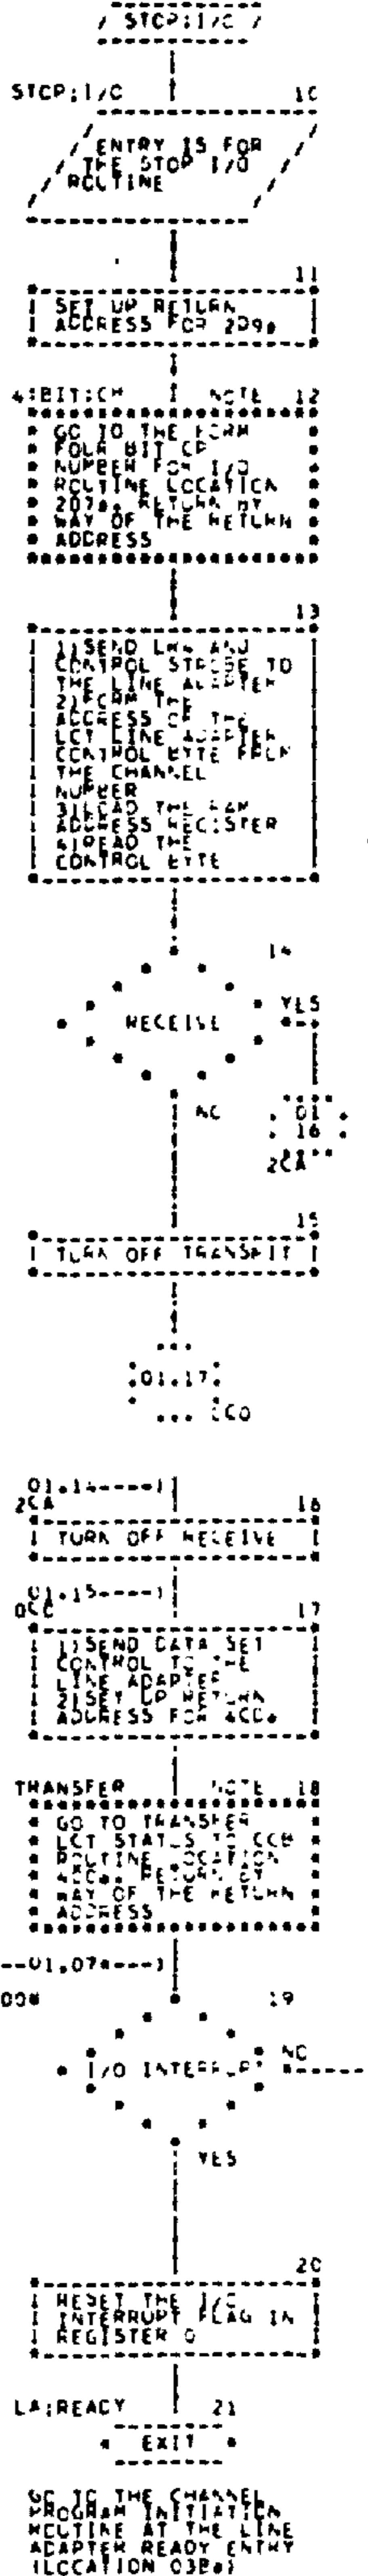 / STOP:I/O /
STOP:I/O 10
ENTRY IS FOR
THE STOP I/O
ROUTINE
11
SET UP RETURN
ADDRESS FOR 2D9*
4:BIT:CH NOTE 12
GO TO THE FORM
FOUR BIT CP
NUMBER FOR I/O
ROUTINE LOCATION
2D7*. RETURN BY
WAY OF THE RETURN
ADDRESS
13
1)SEND LRN AND
CONTROL STROBE TO
THE LINE ADAPTER
2)FORM THE
ADDRESS OF THE
LCT LINE ADAPTER
CONTROL BYTE FROM
THE CHANNEL
NUMBER
3)LOAD THE RAM
ADDRESS REGISTER
4)READ THE
CONTROL BYTE
14
RECEIVE YES
NO
01
16
2CA
15
TURN OFF TRANSMIT
01.17
01.14----)
2CA 16
TURN OFF RECEIVE
01.15----)
17
1)SEND DATA SET
CONTROL TO THE
LINE ADAPTER
2)SET UP RETURN
ADDRESS FOR 4CC*
TRANSFER NOTE 18
GO TO TRANSFER
LCT STATUS TO CCB
ROUTINE LOCATION
RETURN BY
WAY OF THE RETURN
ADDRESS
--01.07*---)
00* 19
I/O INTERRUPT NO
YES
20
RESET THE I/O
INTERRUPT FLAG IN
REGISTER 0
LA:READY 21
* EXIT *
GO TO THE CHANNEL
PROGRAM INITIATION
ROUTINE AT THE LINE
ADAPTER READY ENTRY
(LOCATION 03B*)